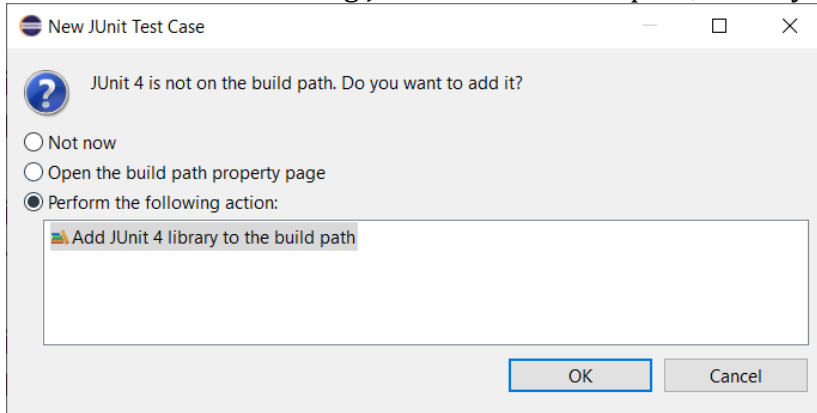 New JUnit Test Case
JUnit 4 is not on the build path. Do you want to add it?
Not now
Open the build path property page
Perform the following action:
Add JUnit 4 library to the build path
OK
Cancel